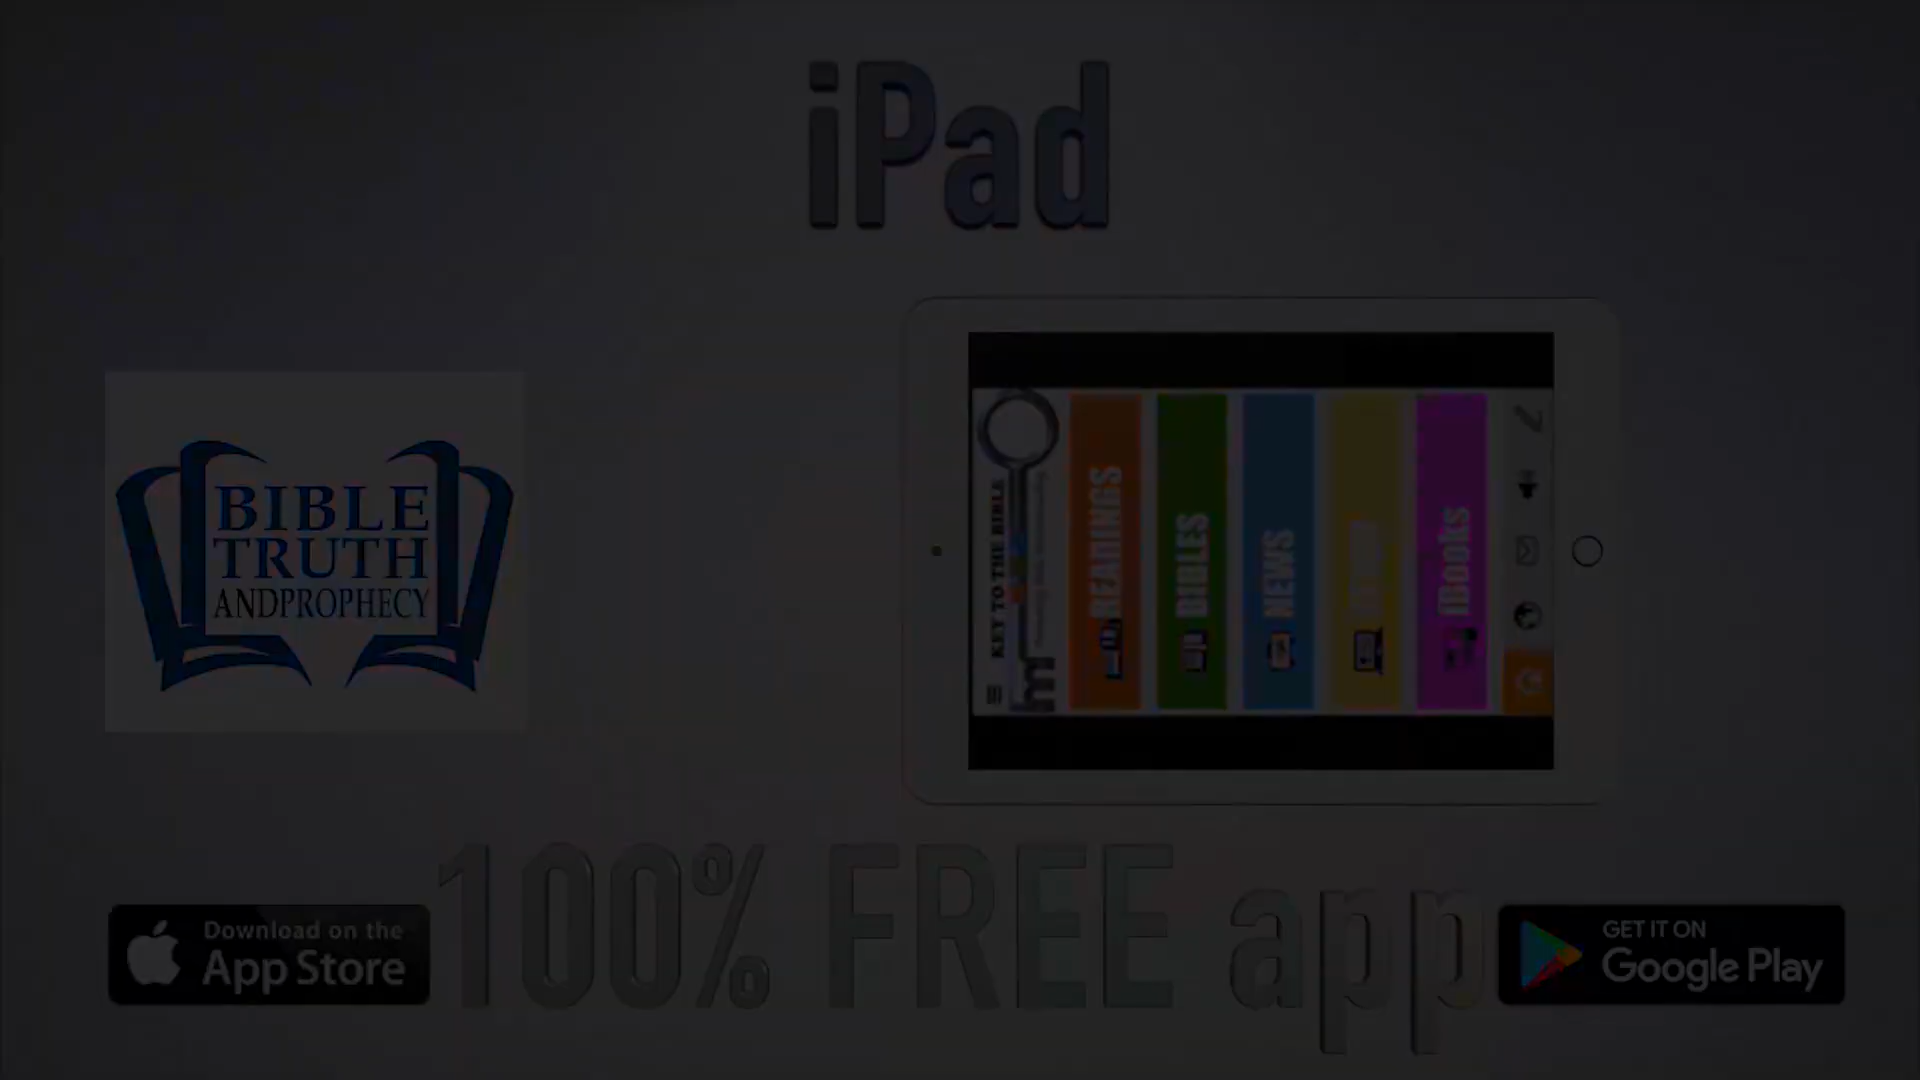 iPad
BIBLE
TRUTH
ANDPROPHECY
KEY TO THE BIBLE
READINGS
BIBLES
NEWS
iBooks
100% FREE app
Download on the
App Store
GET IT ON
Google Play